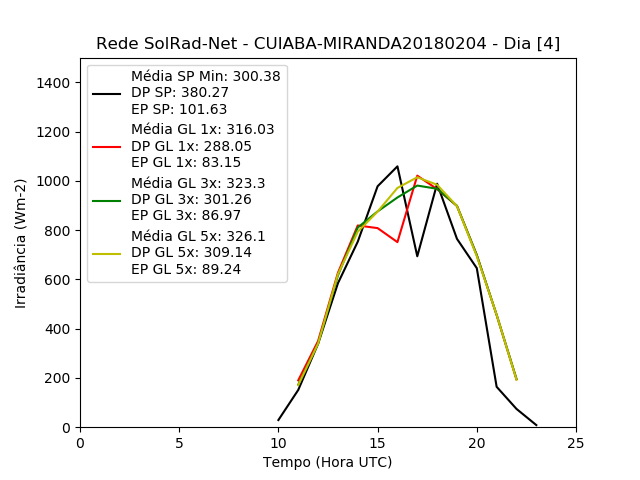 Rede SolRad-Net - CUIABA-MIRANDA20180204 - Dia [4]
Média SP Min: 300.38
DP SP: 380.27
EP SP: 101.63
Média GL 1x: 316.03
DP GL 1x: 288.05
EP GL 1x: 83.15
Média GL 3x: 323.3
DP GL 3x: 301.26
EP GL 3x: 86.97
Média GL 5x: 326.1
DP GL 5x: 309.14
EP GL 5x: 89.24
Irradiância (Wm-2)
1400
1200
1000
800
600
400
200
0
0 5 10 15 20 25
Tempo (Hora UTC)